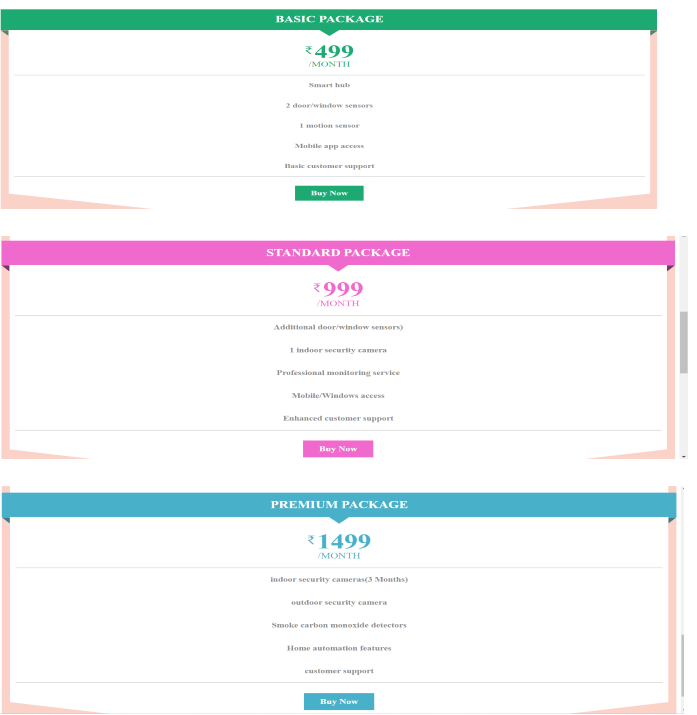 BASIC PACKAGE
₹499
/MONTH
Smart hub
2 door/window sensors
1 motion sensor
Mobile app access
Basic customer support
Buy Now
STANDARD PACKAGE
₹999
/MONTH
Additional door/window sensors)
1 indoor security camera
Professional monitoring service
Mobile/Windows access
Enhanced customer support
Buy Now
PREMIUM PACKAGE
₹1499
/MONTH
indoor security cameras(3 Months)
outdoor security camera
Smoke carbon monoxide detectors
Home automation features
customer support
Buy Now